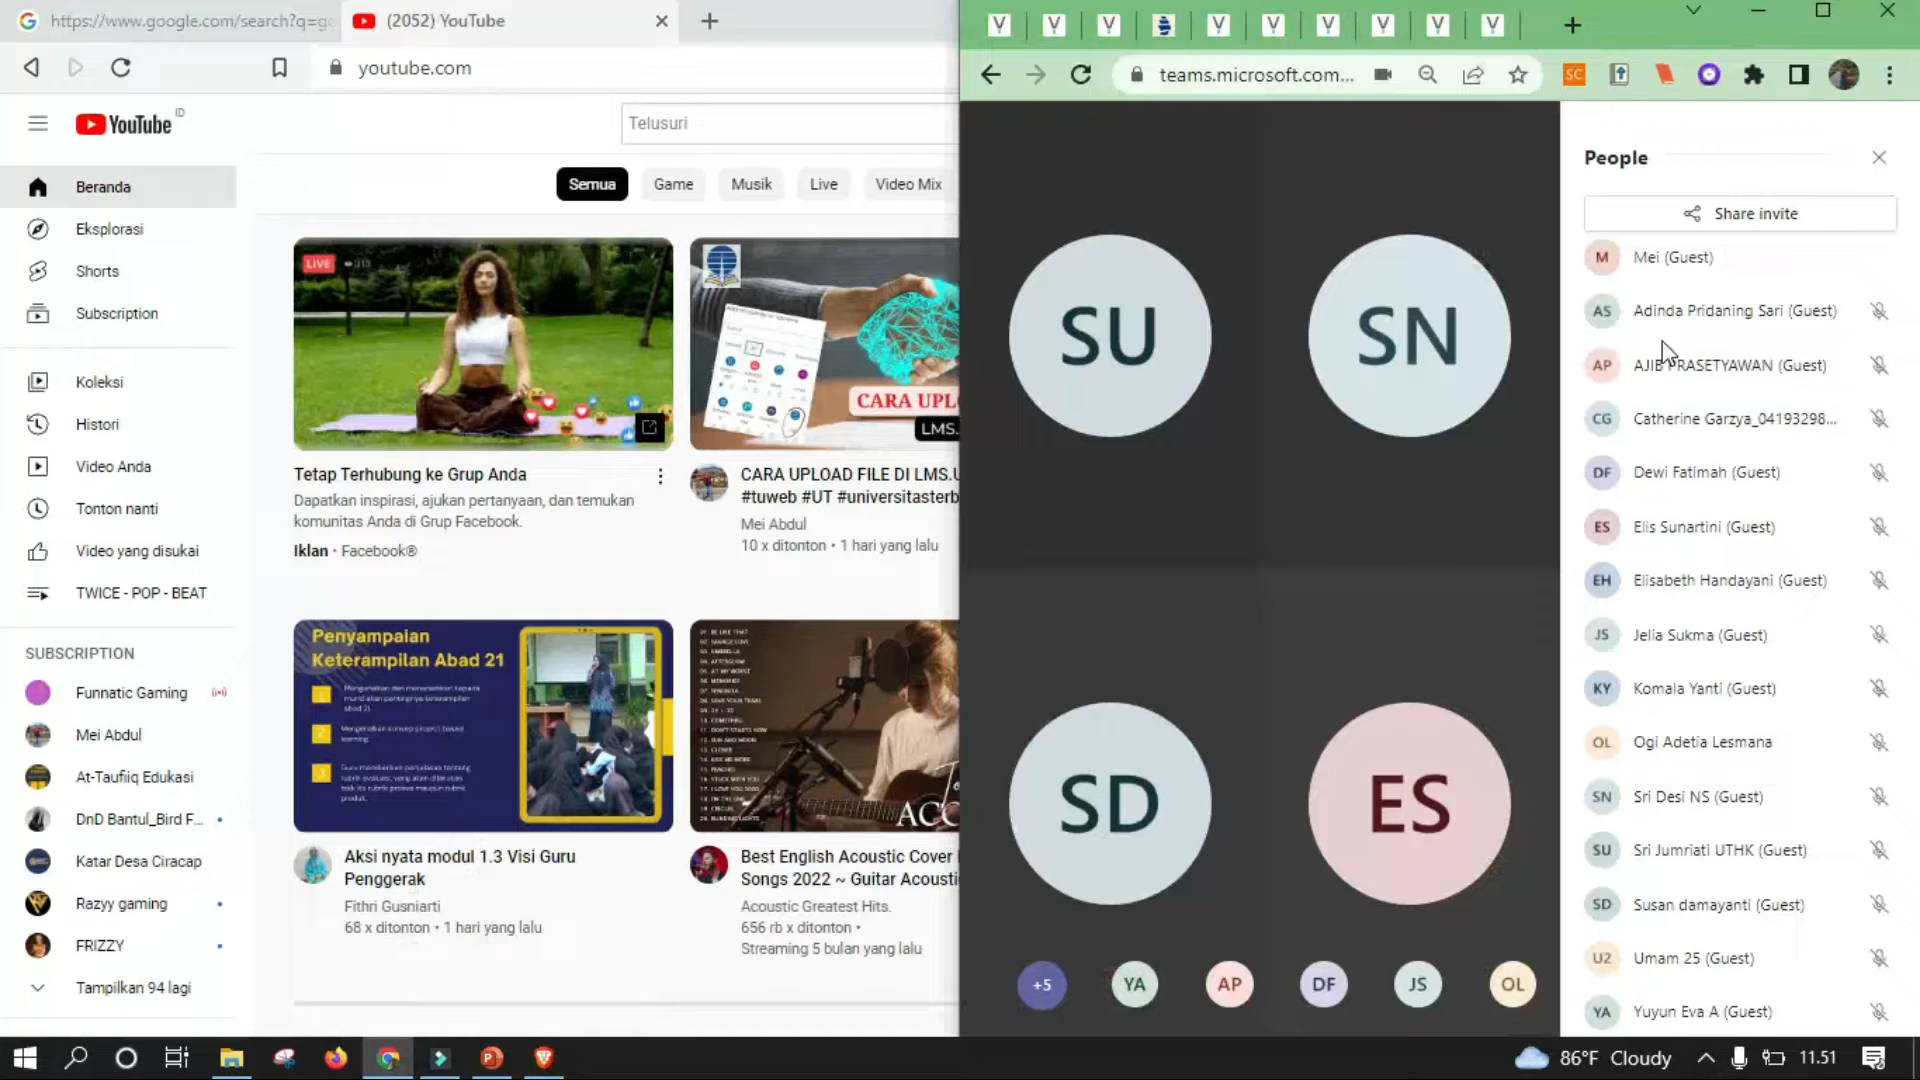 https://www.google.com/search?q=go
(2052) YouTube
youtube.com
YouTube ID
Telusuri
Beranda
Eksplorasi
Shorts
Subscription
Koleksi
Histori
Video Anda
Tonton nanti
Video yang disukai
TWICE - POP - BEAT
SUBSCRIPTION
Funnatic Gaming
Mei Abdul
At-Taufiiq Edukasi
DnD Bantul_Bird F...
Katar Desa Ciracap
Razyy gaming
FRIZZY
Tampilkan 94 lagi
Semua
Game
Musik
Live
Video Mix
LIVE
313
Tetap Terhubung ke Grup Anda
Dapatkan inspirasi, ajukan pertanyaan, dan temukan
komunitas Anda di Grup Facebook.
Iklan · Facebook®
CARA UPL
LMS.
CARA UPLOAD FILE DI LMS.U
#tuweb #UT #universitasterb
Mei Abdul
10 x ditonton • 1 hari yang lalu
Penyampaian
Keterampilan Abad 21
1
2
3
Aksi nyata modul 1.3 Visi Guru
Penggerak
Fithri Gusniarti
68 x ditonton • 1 hari yang lalu
ACC
Best English Acoustic Cover
Songs 2022 ~ Guitar Acousti
Acoustic Greatest Hits.
656 rb x ditonton •
Streaming 5 bulan yang lalu
teams.microsoft.com...
SC
SU
SN
SD
ES
+5
YA
AP
DF
JS
OL
People
Share invite
M Mei (Guest)
AS Adinda Pridaning Sari (Guest)
AP AJIB PRASETYAWAN (Guest)
CG Catherine Garzya_04193298...
DF Dewi Fatimah (Guest)
ES Elis Sunartini (Guest)
EH Elisabeth Handayani (Guest)
JS Jelia Sukma (Guest)
KY Komala Yanti (Guest)
OL Ogi Adetia Lesmana
SN Sri Desi NS (Guest)
SU Sri Jumriati UTHK (Guest)
SD Susan damayanti (Guest)
U2 Umam 25 (Guest)
YA Yuyun Eva A (Guest)
86°F Cloudy
11.51